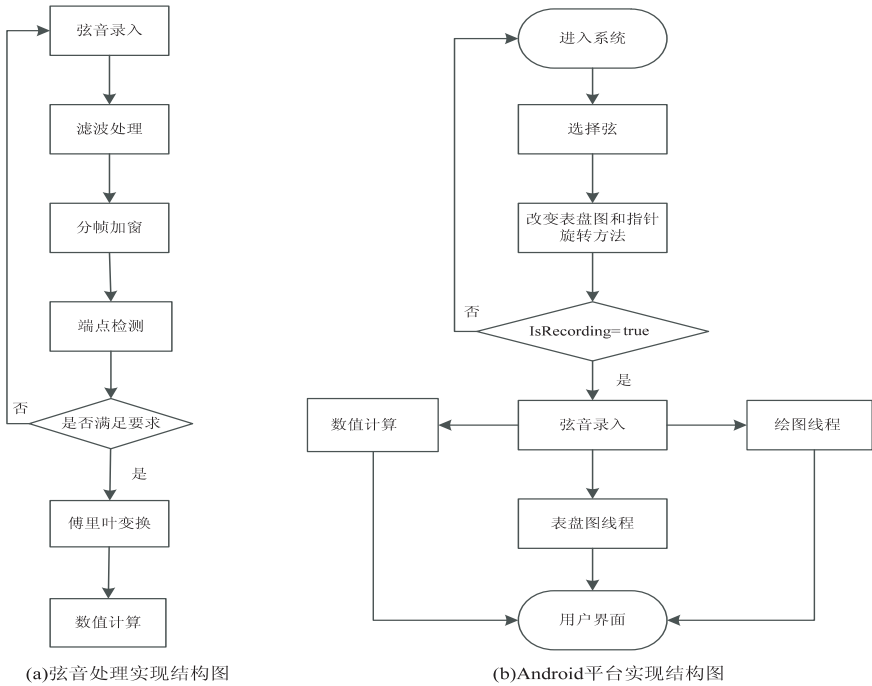 弦音录入
滤波处理
分帧加窗
端点检测
否
是否满足要求
是
傅里叶变换
数值计算
(a)弦音处理实现结构图
进入系统
选择弦
改变表盘图和指针
旋转方法
否
IsRecording=true
是
数值计算
弦音录入
绘图线程
表盘图线程
用户界面
(b)Android平台实现结构图